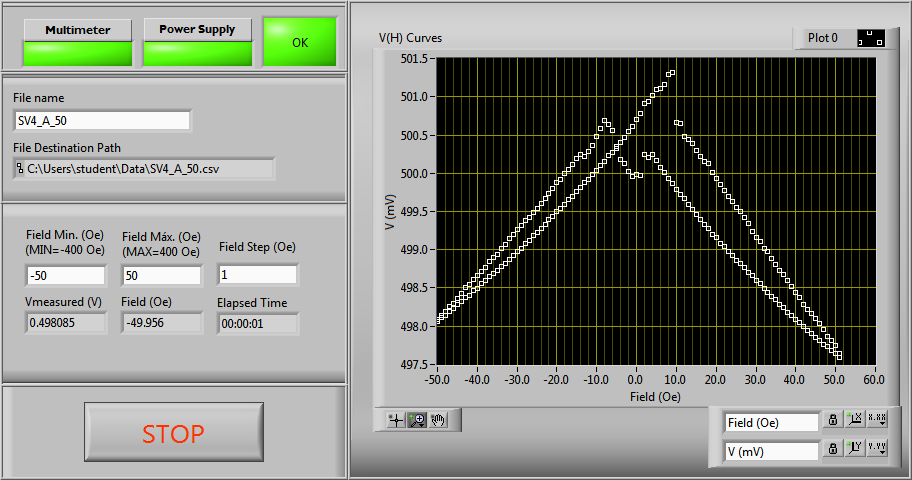 Multimeter
Power Supply
OK
File name
SV4_A_50
File Destination Path
C:\Users\student\Data\SV4_A_50.csv
Field Min. (Oe)
(MIN=-400 Oe)
Field Máx. (Oe)
(MAX=400 Oe)
Field Step (Oe)
-50
50
1
Vmeasured (V)
Field (Oe)
Elapsed Time
0.498085
-49.956
00:00:01
STOP
V(H) Curves
Plot 0
501.5
501.0
500.5
500.0
499.5
499.0
498.5
498.0
497.5
V (mV)
-50.0 -40.0 -30.0 -20.0 -10.0 0.0 10.0 20.0 30.0 40.0 50.0 60.0
Field (Oe)
Field (Oe)
X
X.XX
V (mV)
Y
Y.YY